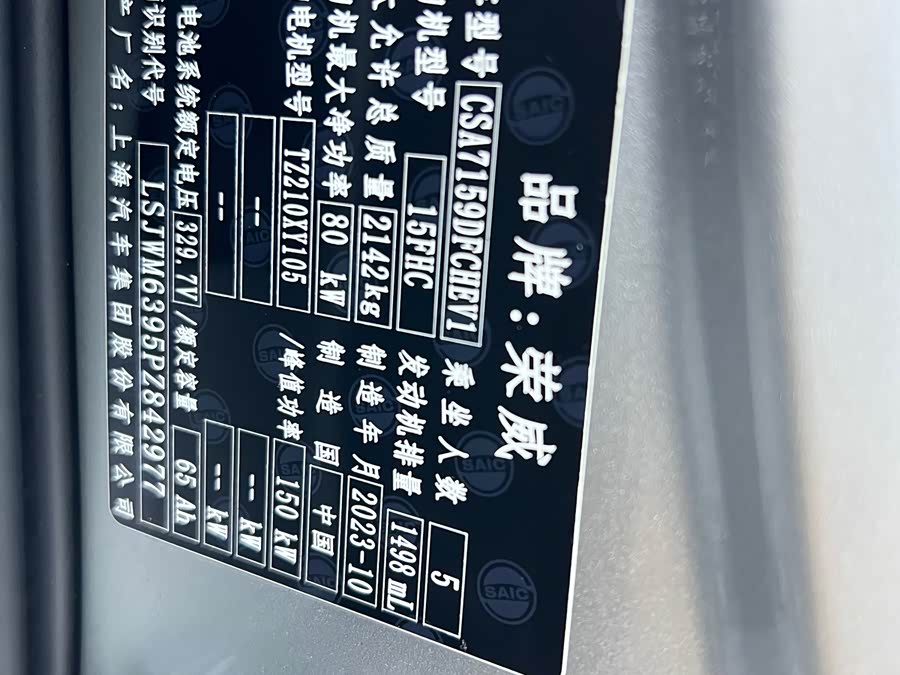 品牌：荣威
车型号 CSA7159DFCHEV1 乘坐人数 5
动机型号 15FHC 发动机排量 1498 mL
大允许总质量 2142kg 制造年月 2023-10
动机最大净功率 80 kW 制造国 中国
电机型号 TZ210XY105 /峰值功率 150 kW
-- -- kW
-- -- kW
电池系统额定电压 329.7V /额定容量 65 Ah
识别代号 LSJWM6395PZ842977
产厂名：上海汽车集团股份有限公司
SAIC